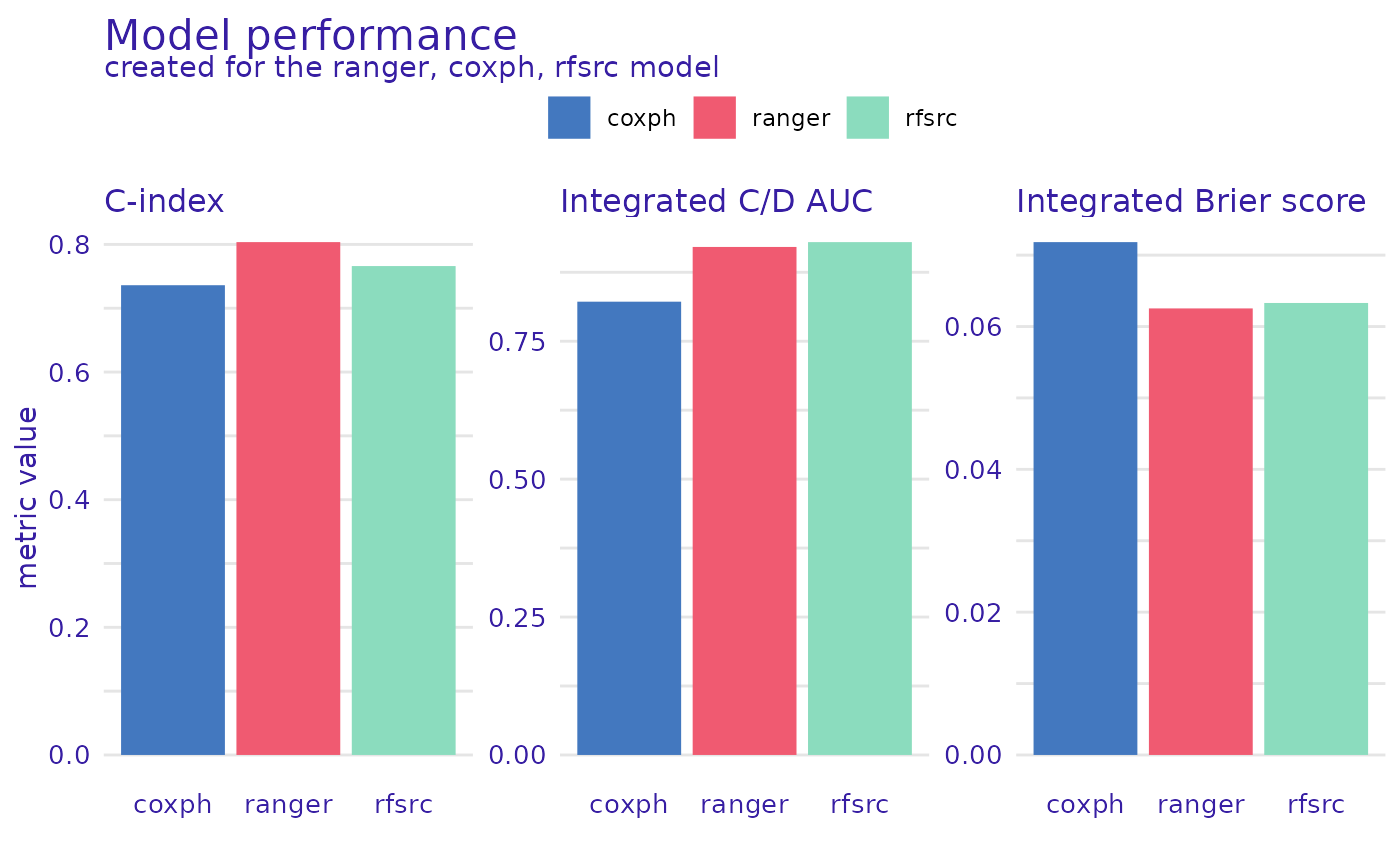 Model performance
created for the ranger, coxph, rfsrc model
coxph ranger rfsrc
C-index
0.8
0.6
0.4
0.2
0.0
metric value
coxph ranger rfsrc
Integrated C/D AUC
0.75
0.50
0.25
0.00
coxph ranger rfsrc
Integrated Brier score
0.06
0.04
0.02
0.00
coxph ranger rfsrc